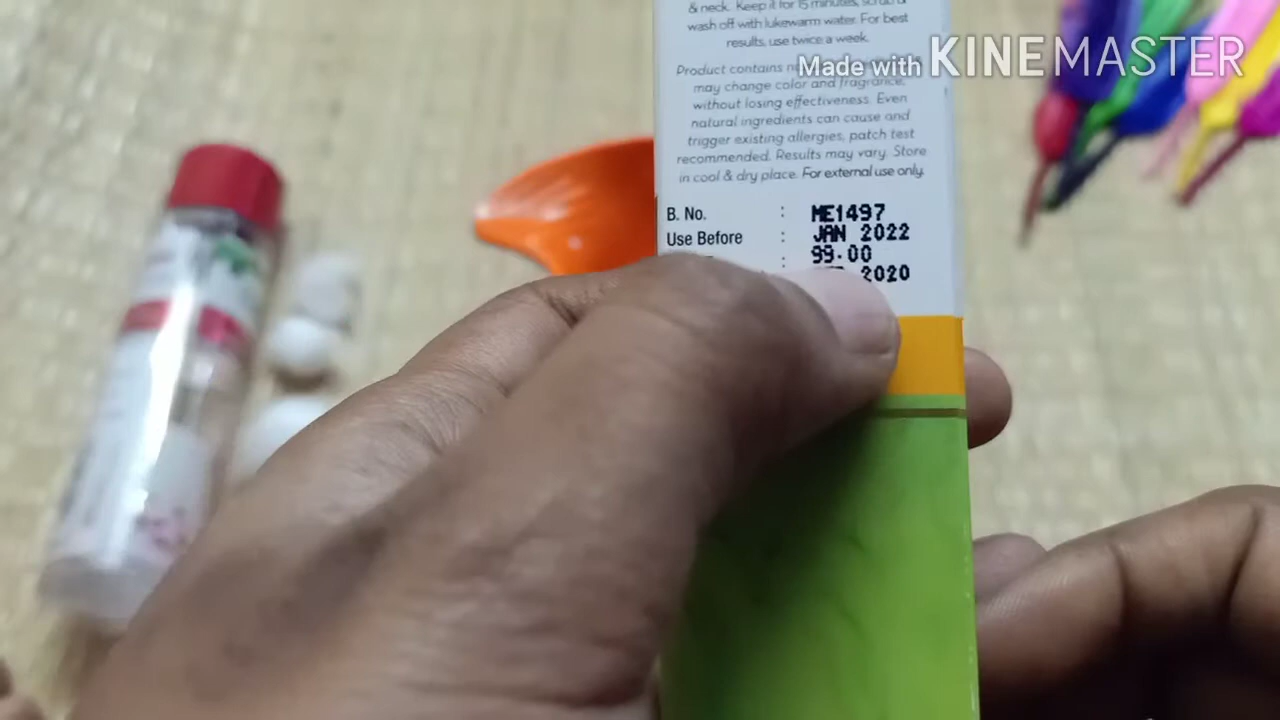 & neck. Keep it for 15 minutes, scrub &
wash off with lukewarm water. For best
results, use twice a week.
Made with KINEMASTER
Product contains
may change color and fragrance,
without losing effectiveness. Even
natural ingredients can cause and
trigger existing allergies, patch test
recommended. Results may vary. Store
in cool & dry place. For external use only.
B. No. : ME1497
Use Before : JAN 2022
: 99.00
2020